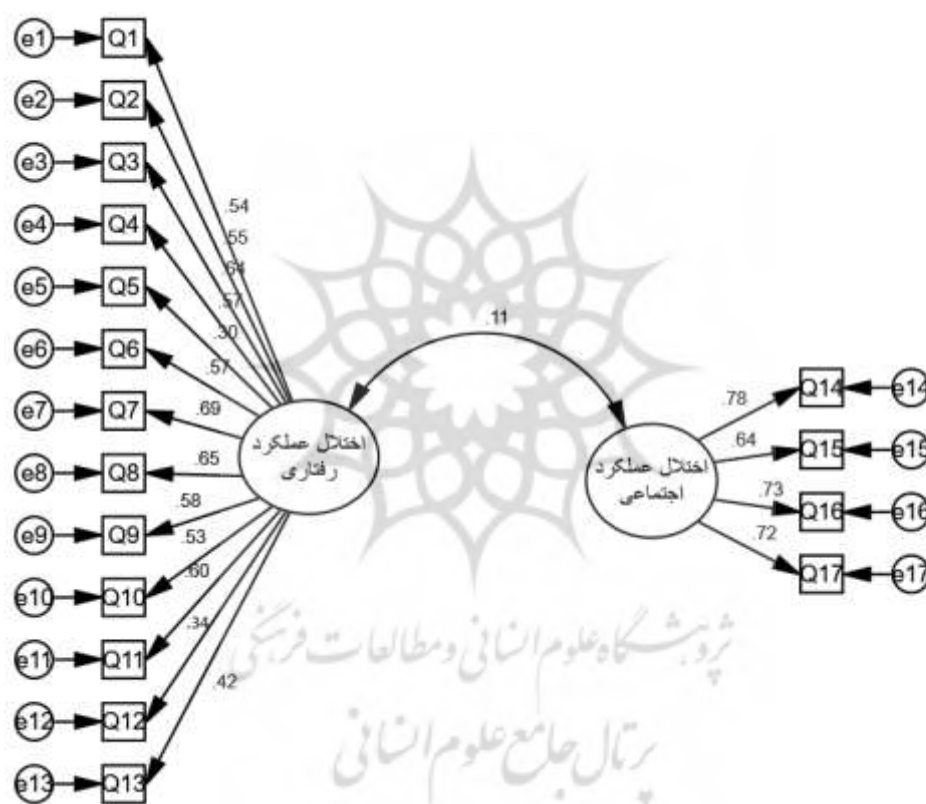 e1 Q1
e2 Q2
e3 Q3
e4 Q4
e5 Q5
e6 Q6
e7 Q7
e8 Q8
e9 Q9
e10 Q10
e11 Q11
e12 Q12
e13 Q13
.54
.55
.64
.57
.30
.57
.69
.65
.58
.53
.60
.34
.42
اختلال عملکرد
رفتاری
.11
اختلال عملکرد
اجتماعی
.78
.64
.73
.72
Q14 e14
Q15 e15
Q16 e16
Q17 e17
پژوهشگاه علوم انسانی و مطالعات فرهنگی
پرتال جامع علوم انسانی